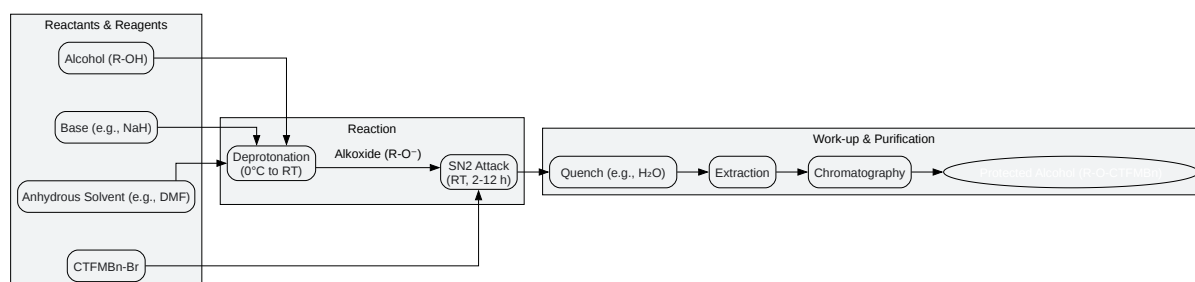 Reactants & Reagents
Alcohol (R-OH)
Base (e.g., NaH)
Anhydrous Solvent (e.g., DMF)
CTFMBn-Br
Reaction
Deprotonation
(0°C to RT)
Alkoxide (R-O⁻)
SN2 Attack
(RT, 2-12 h)
Work-up & Purification
Quench (e.g., H₂O)
Extraction
Chromatography
Protected Alcohol (R-O-CTFMBn)